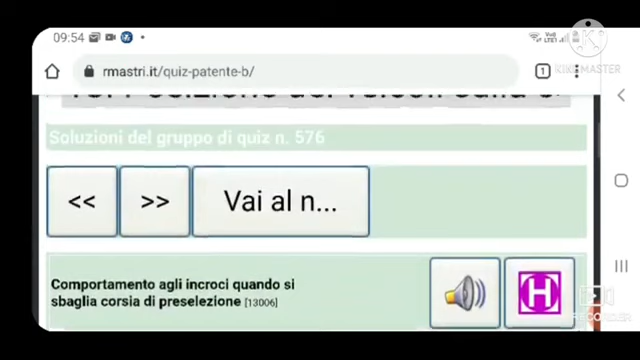 09:54
VoLTE1
KINEMASTER
rmastri.it/quiz-patente-b/
1
Soluzioni del gruppo di quiz n. 576
<<
>>
Vai al n...
Comportamento agli incroci quando si
sbaglia corsia di preselezione [13006]
H
RECORDER